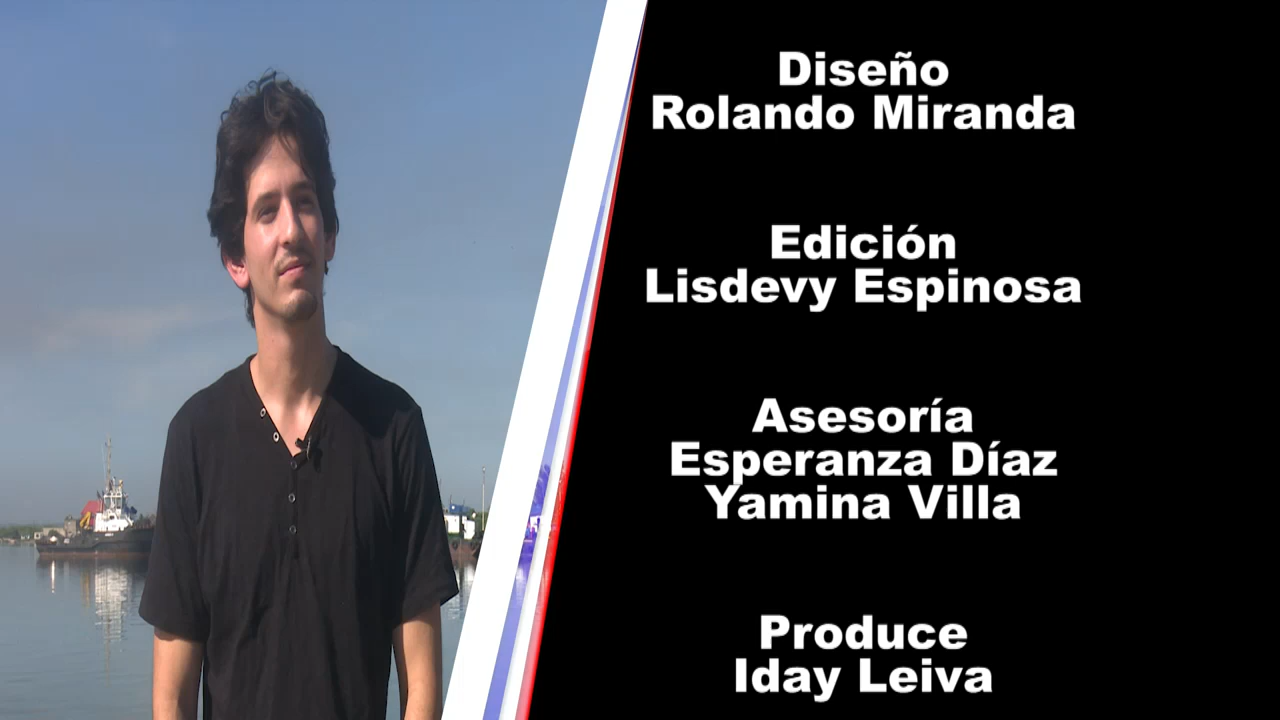 Diseño
Rolando Miranda
Edición
Lisdevy Espinosa
Asesoría
Esperanza Díaz
Yamina Villa
Produce
Iday Leiva